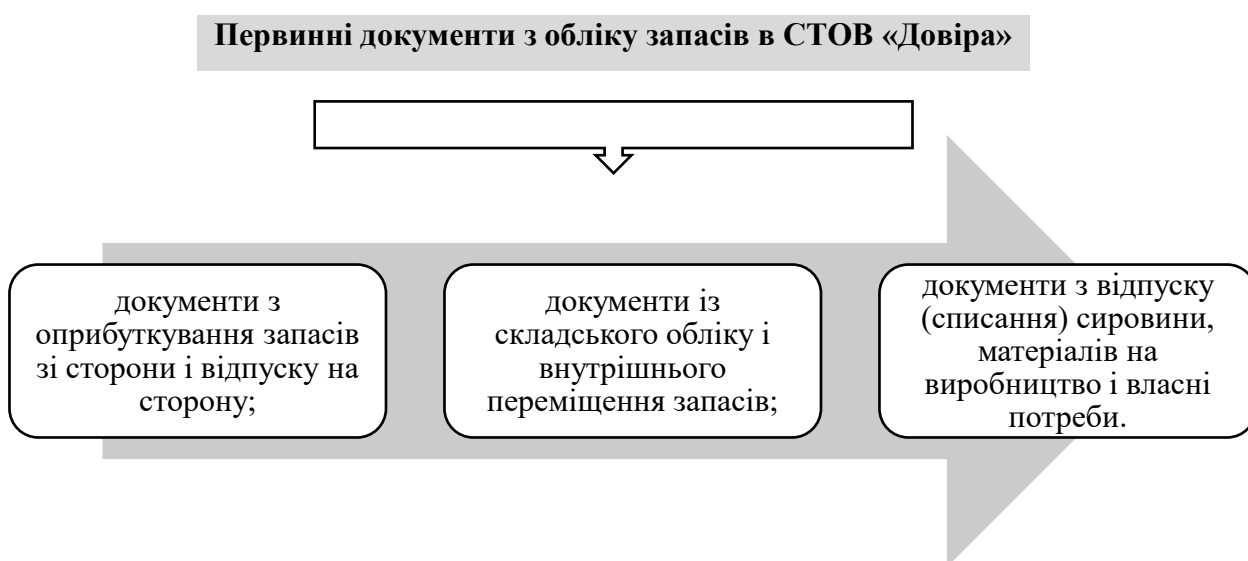 Первинні документи з обліку запасів в СТОВ «Довіра»
документи з
оприбуткування запасів
зі сторони і відпуску на
сторону;
документи із
складського обліку і
внутрішнього
переміщення запасів;
документи з відпуску
(списання) сировини,
матеріалів на
виробництво і власні
потреби.